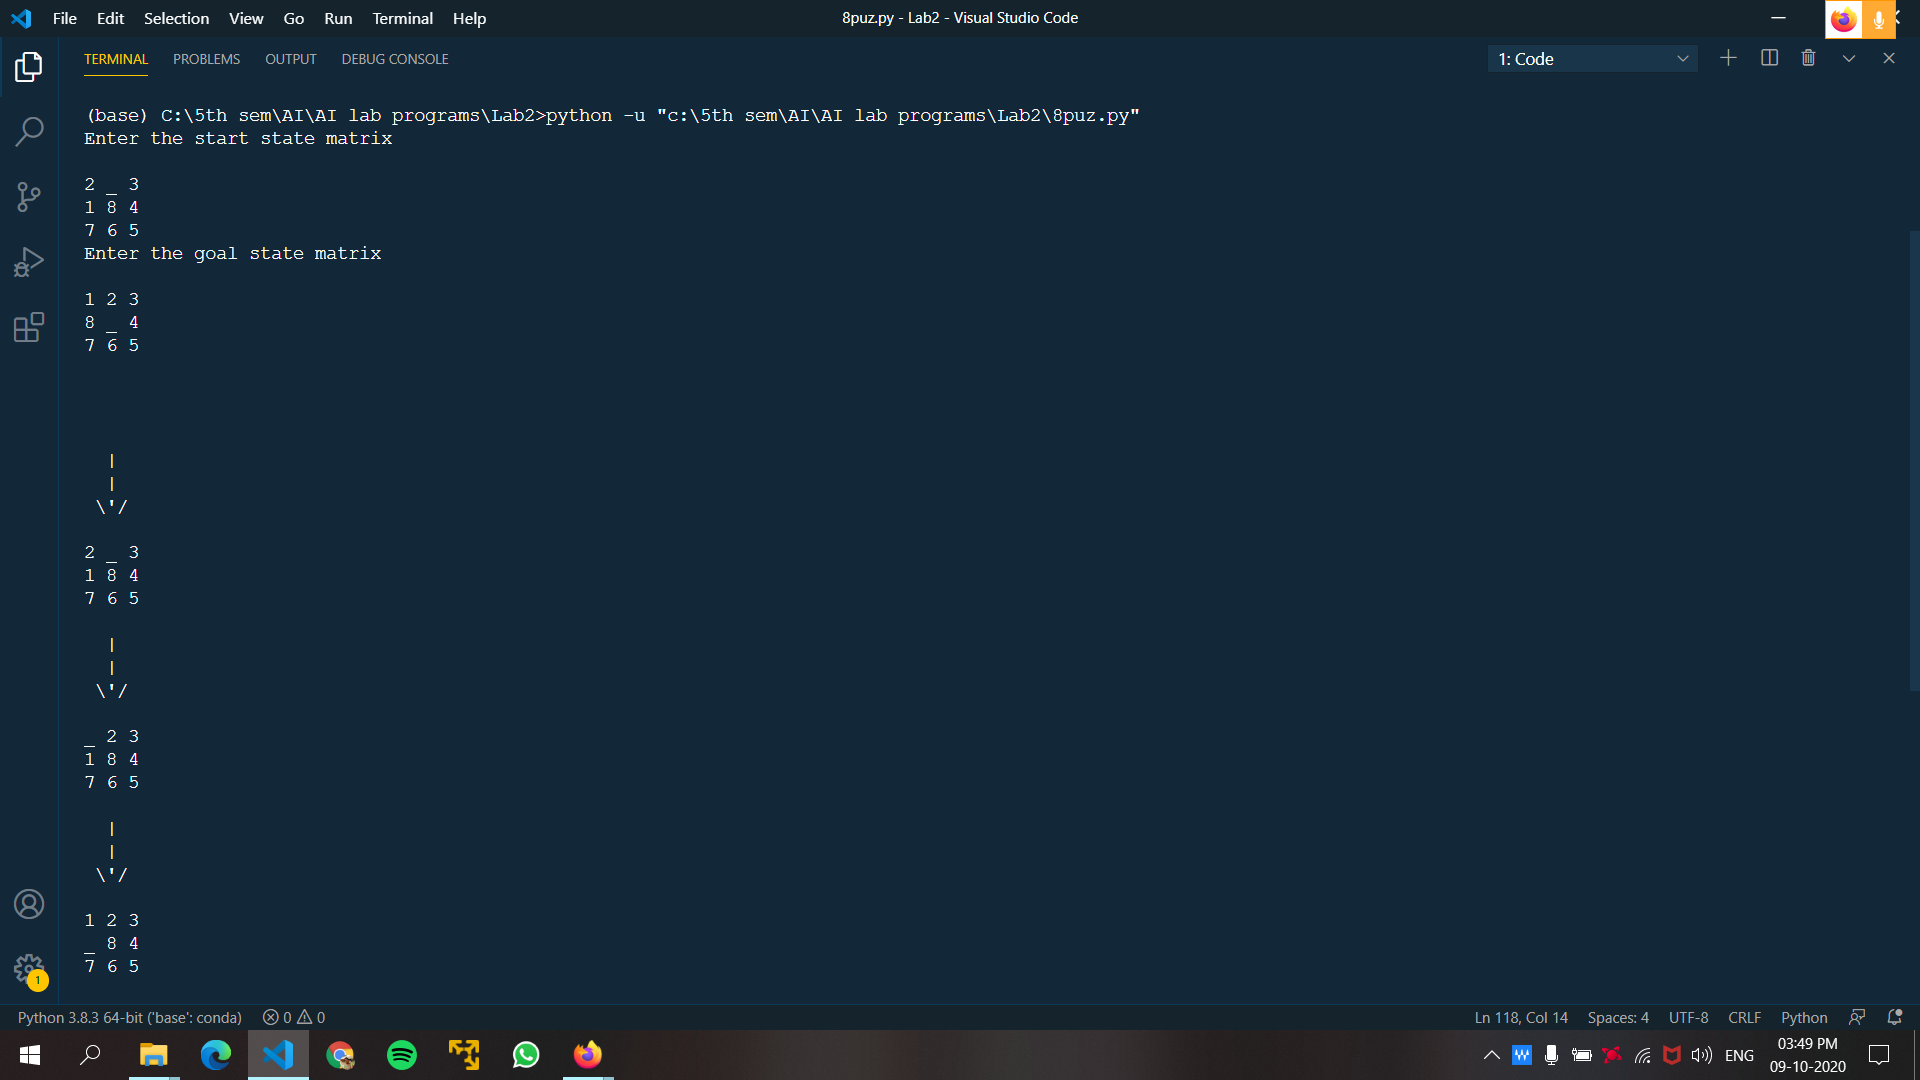 File Edit Selection View Go Run Terminal Help
8puz.py - Lab2 - Visual Studio Code
TERMINAL PROBLEMS OUTPUT DEBUG CONSOLE
1: Code
(base) C:\5th sem\AI\AI lab programs\Lab2>python -u "c:\5th sem\AI\AI lab programs\Lab2\8puz.py"
Enter the start state matrix
2 _ 3
1 8 4
7 6 5
Enter the goal state matrix
1 2 3
8 _ 4
7 6 5
|
|
\'/
2 _ 3
1 8 4
7 6 5
|
|
\'/
_ 2 3
1 8 4
7 6 5
|
|
\'/
1 2 3
_ 8 4
7 6 5
1
Python 3.8.3 64-bit ('base': conda) 0 0
Ln 118, Col 14 Spaces: 4 UTF-8 CRLF Python
W
ENG
03:49 PM
09-10-2020